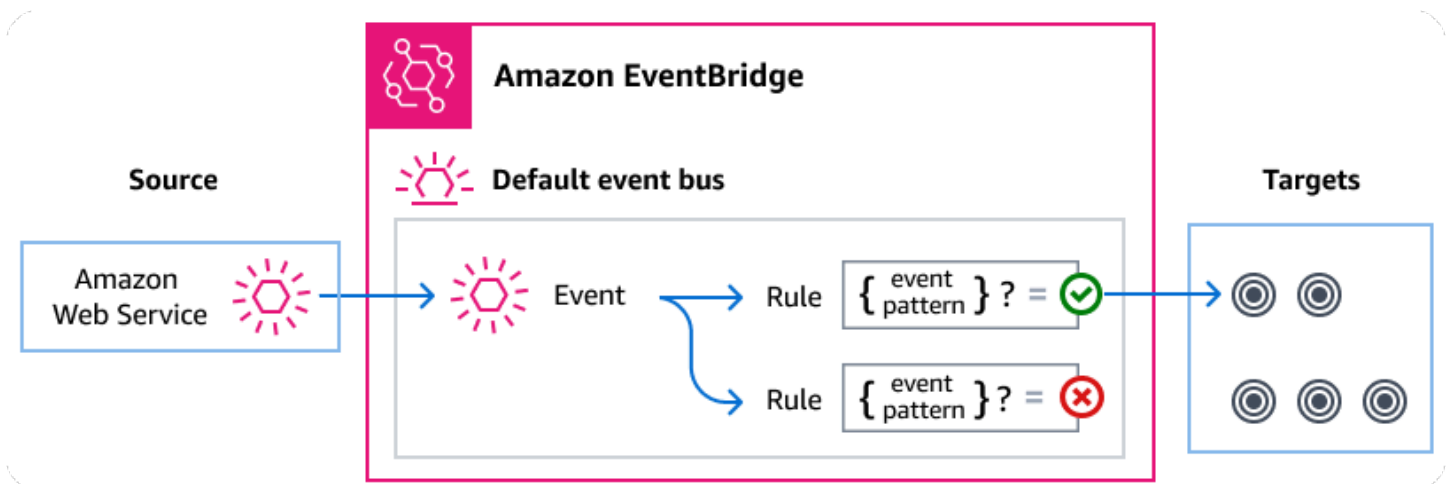 Amazon EventBridge
Source
Default event bus
Targets
Amazon
Web Service
Event
Rule
{ event
pattern } ? =
Rule
{ event
pattern } ? =